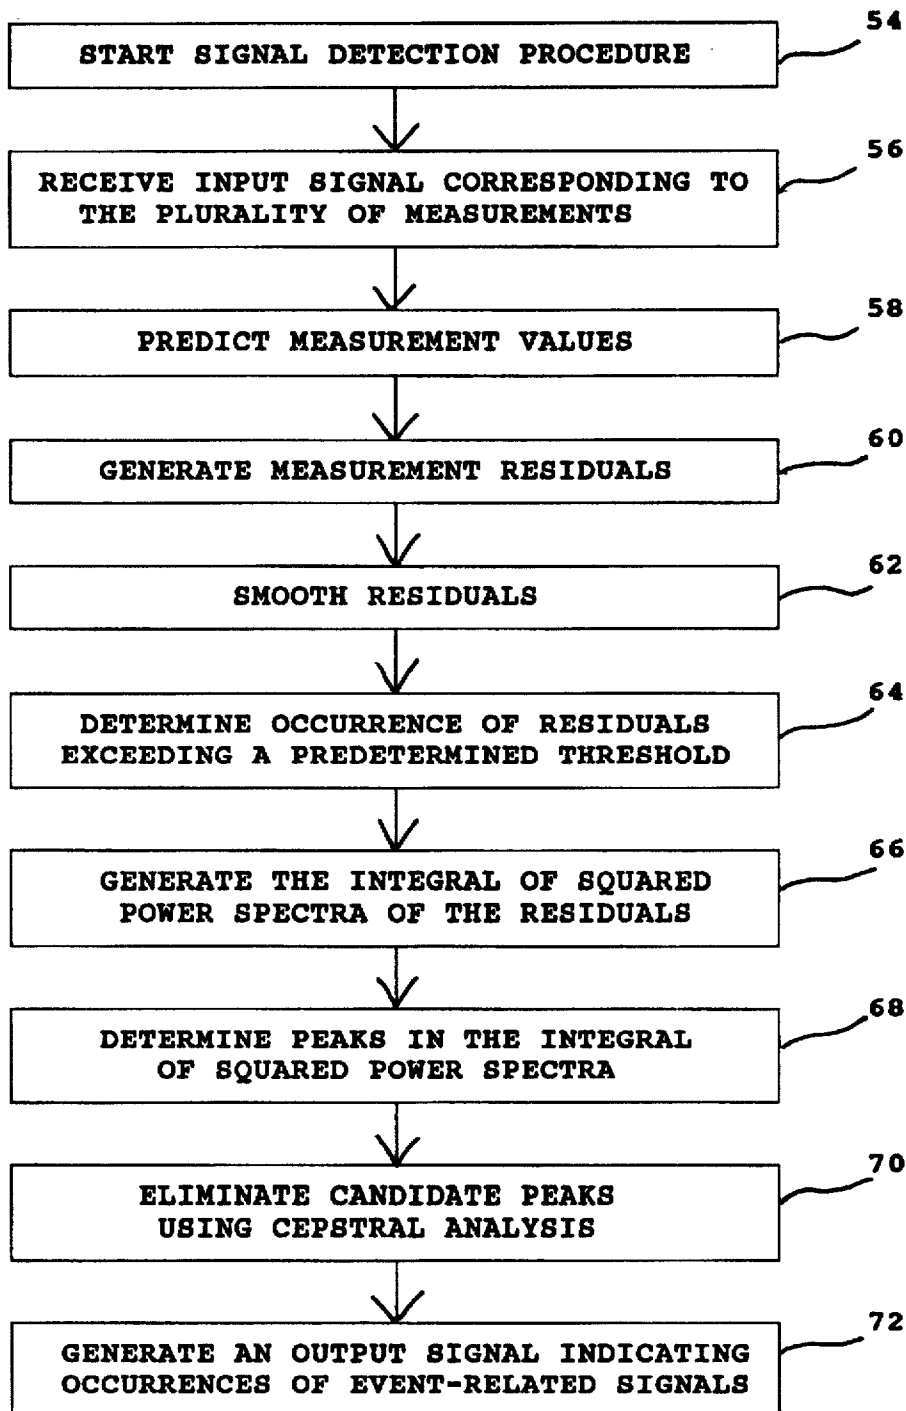 54
START SIGNAL DETECTION PROCEDURE
56
RECEIVE INPUT SIGNAL CORRESPONDING TO
THE PLURALITY OF MEASUREMENTS
58
PREDICT MEASUREMENT VALUES
60
GENERATE MEASUREMENT RESIDUALS
62
SMOOTH RESIDUALS
64
DETERMINE OCCURRENCE OF RESIDUALS
EXCEEDING A PREDETERMINED THRESHOLD
66
GENERATE THE INTEGRAL OF SQUARED
POWER SPECTRA OF THE RESIDUALS
68
DETERMINE PEAKS IN THE INTEGRAL
OF SQUARED POWER SPECTRA
70
ELIMINATE CANDIDATE PEAKS
USING CEPSTRAL ANALYSIS
72
GENERATE AN OUTPUT SIGNAL INDICATING
OCCURRENCES OF EVENT-RELATED SIGNALS